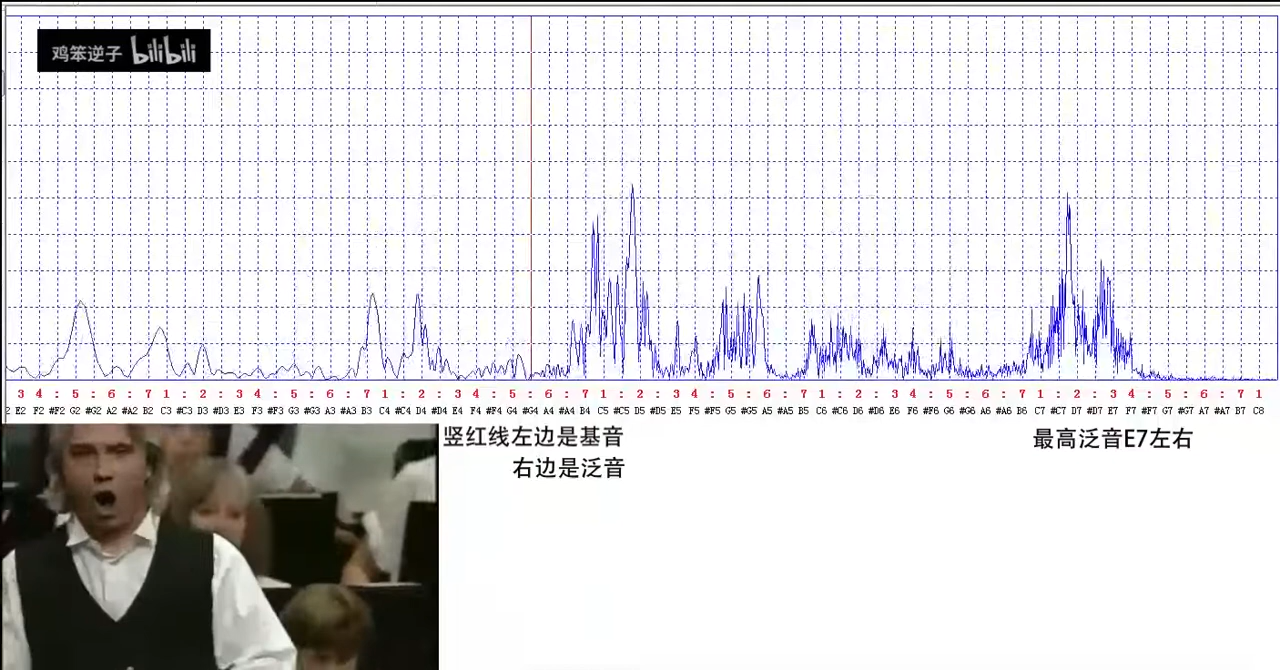 鸡笨逆子 bilibili
3 4 : 5 : 6 : 7 1 : 2 : 3 4 : 5 : 6 : 7 1 : 2 : 3 4 : 5 : 6 : 7 1 : 2 : 3 4 : 5 : 6 : 7 1 : 2 : 3 4 : 5 : 6 : 7 1 : 2 : 3 4 : 5 : 6 : 7 1
2 E2 F2 #F2 G2 #G2 A2 #A2 B2 C3 #C3 D3 #D3 E3 F3 #F3 G3 #G3 A3 #A3 B3 C4 #C4 D4 #D4 E4 F4 #F4 G4 #G4 A4 #A4 B4 C5 #C5 D5 #D5 E5 F5 #F5 G5 #G5 A5 #A5 B5 C6 #C6 D6 #D6 E6 F6 #F6 G6 #G6 A6 #A6 B6 C7 #C7 D7 #D7 E7 F7 #F7 G7 #G7 A7 #A7 B7 C8
竖红线左边是基音
右边是泛音
最高泛音E7左右